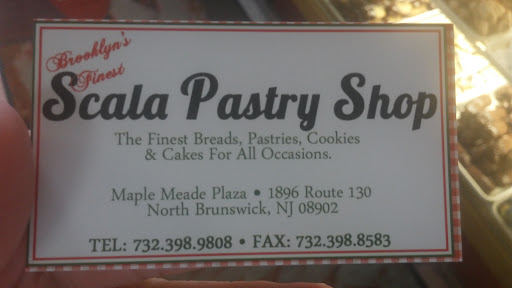 Brooklyn's
Finest
Scala Pastry Shop
The Finest Breads, Pastries, Cookies
& Cakes For All Occasions.
Maple Meade Plaza • 1896 Route 130
North Brunswick, NJ 08902
TEL: 732.398.9808 • FAX: 732.398.8583